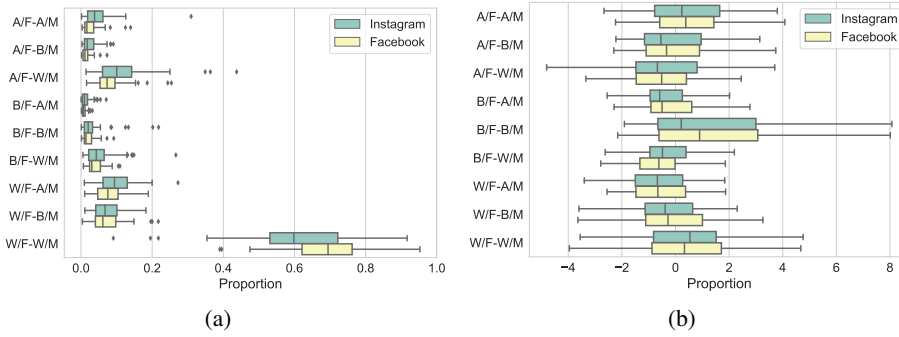 A/F-A/M
A/F-B/M
A/F-W/M
B/F-A/M
B/F-B/M
B/F-W/M
W/F-A/M
W/F-B/M
W/F-W/M
Instagram
Facebook
0.0 0.2 0.4 0.6 0.8 1.0
Proportion
(a)
A/F-A/M
A/F-B/M
A/F-W/M
B/F-A/M
B/F-B/M
B/F-W/M
W/F-A/M
W/F-B/M
W/F-W/M
Instagram
Facebook
−4 −2 0 2 4 6 8
Proportion
(b)